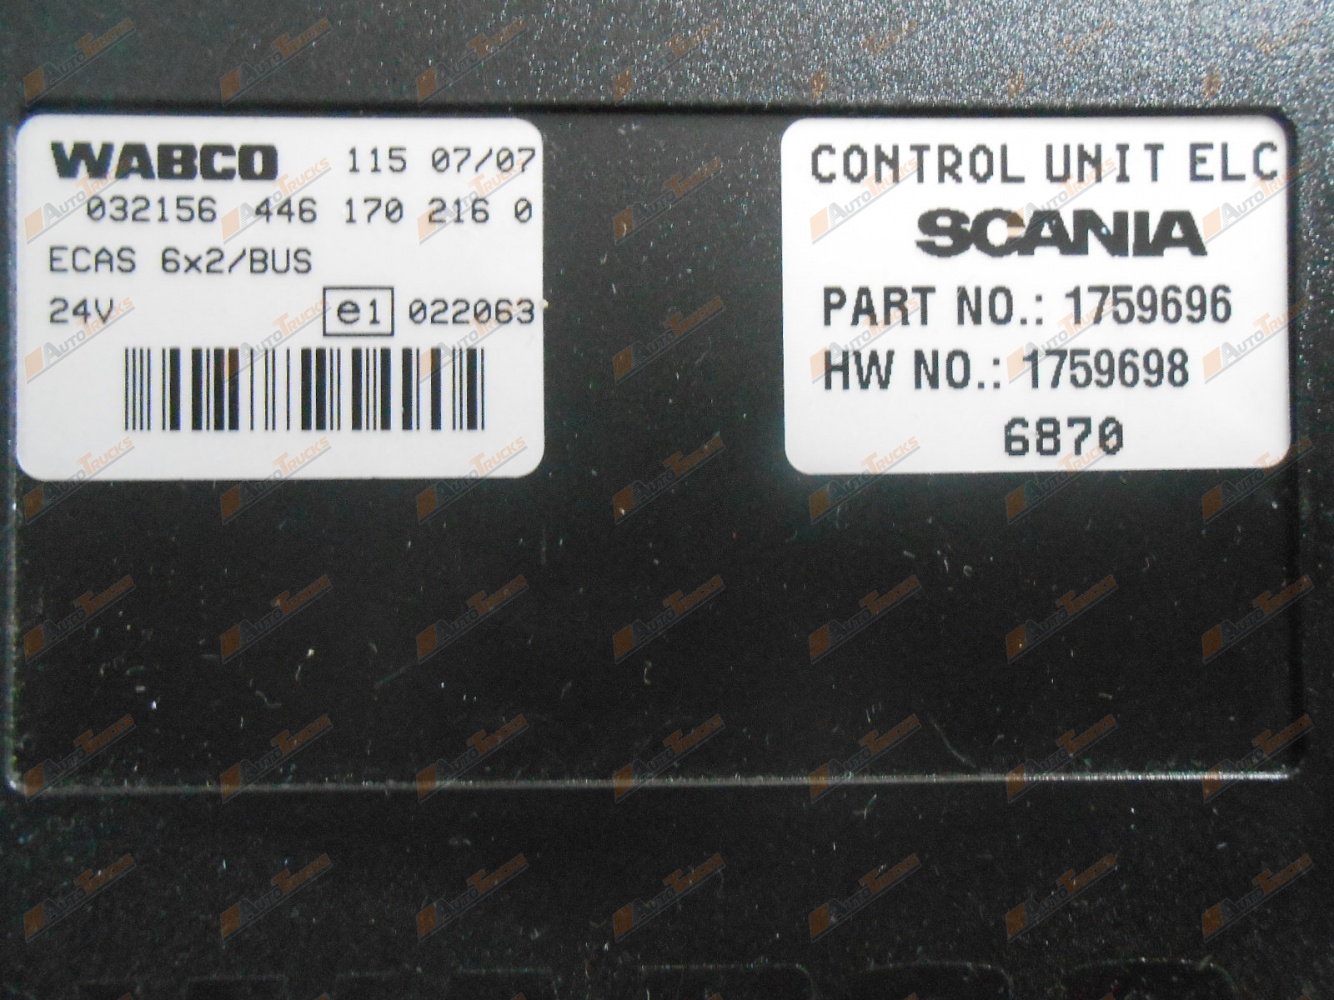 WABCO 115 07/07
032156 446 170 216 0
ECAS 6x2/BUS
24V e1 022063
CONTROL UNIT ELC
SCANIA
PART NO.: 1759696
HW NO.: 1759698
6870
AUTOTRUCKS